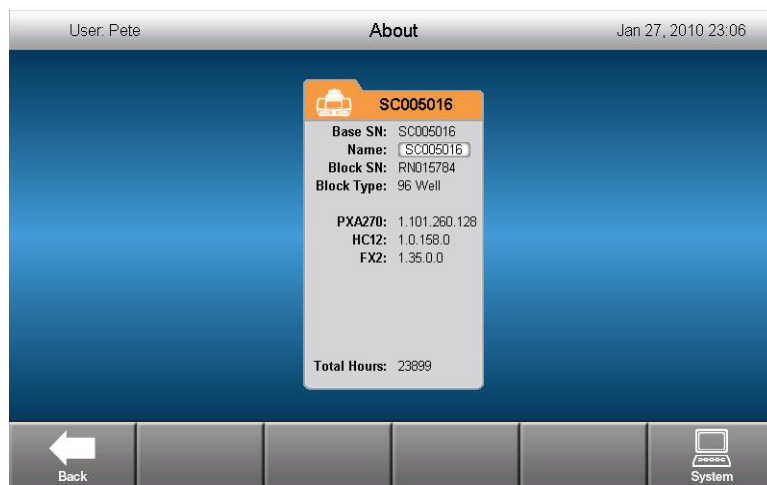 User: Pete About Jan 27, 2010 23:06
SC005016
Base SN: SC005016
Name: SC005016
Block SN: RN015784
Block Type: 96 Well
PXA270: 1.101.260.128
HC12: 1.0.158.0
FX2: 1.35.0.0
Total Hours: 23899
Back System